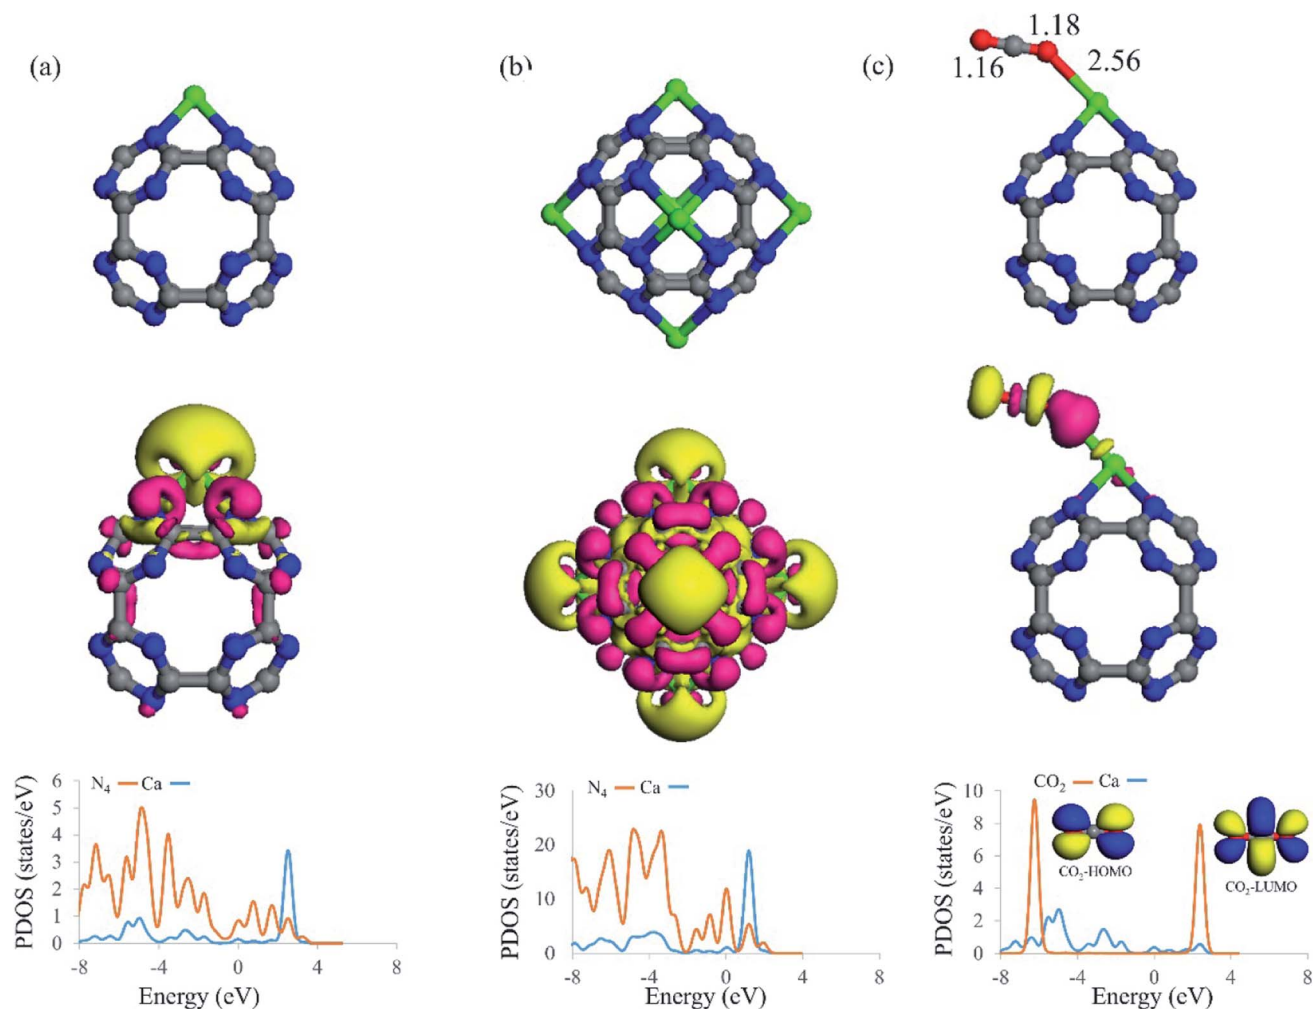 (a)
(b)
(c)
1.18
1.16
2.56
N₄ Ca
PDOS (states/eV)
6
5
4
3
2
1
0
-8
-4
0
4
8
Energy (eV)
N₄ Ca
PDOS (states/eV)
30
20
10
0
-8
-4
0
4
8
Energy (eV)
CO₂ Ca
PDOS (states/eV)
10
8
6
4
2
0
CO₂-HOMO
CO₂-LUMO
-8
-4
0
4
8
Energy (eV)